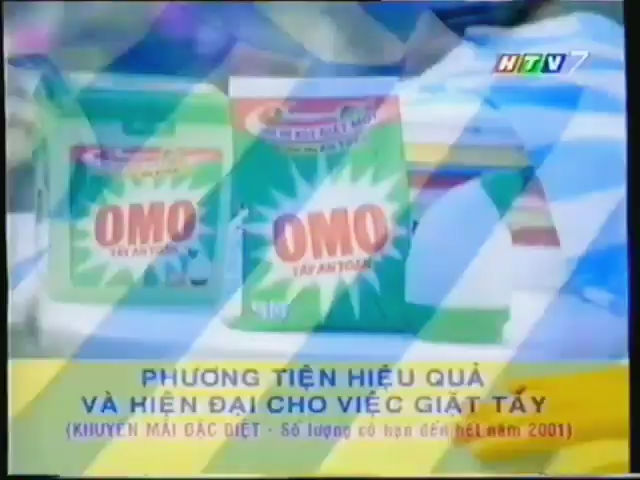 HTV7
OMO
TẨY AN TOÀN
OMO
TẨY AN TOÀN
PHƯƠNG TIỆN HIỆU QUẢ
VÀ HIỆN ĐẠI CHO VIỆC GIẶT TẨY
(KHUYẾN MÃI ĐẶC BIỆT - Số lượng có hạn đến hết năm 2001)